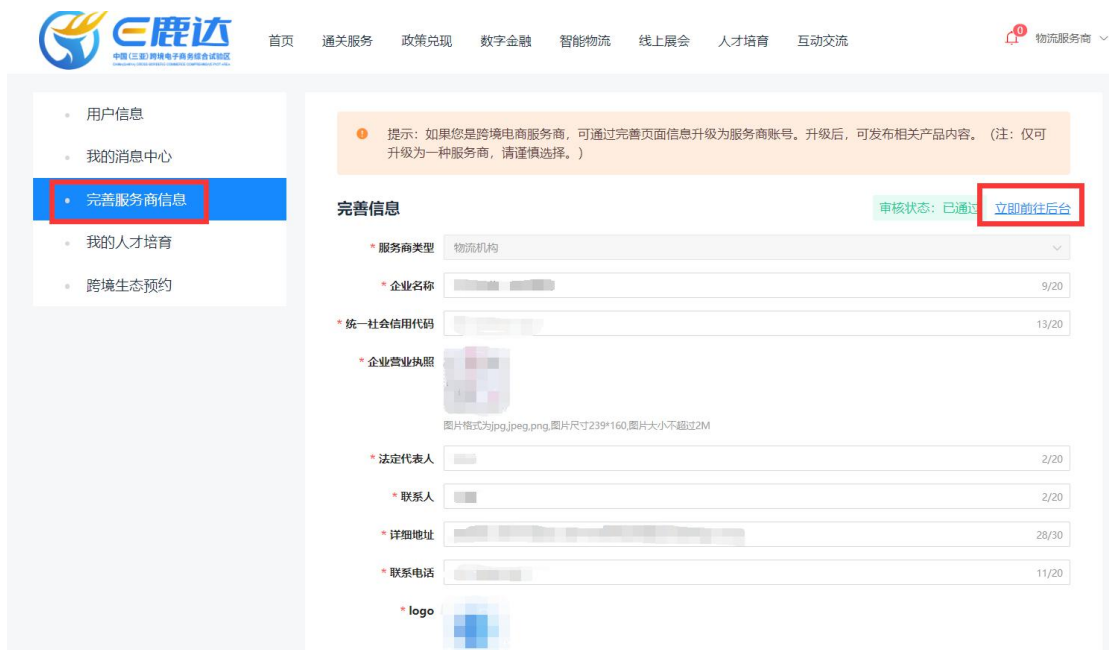 E鹿达
中国(三亚)跨境电子商务综合试验区
首页 通关服务 政策兑现 数字金融 智能物流 线上展会 人才培育 互动交流 0 物流服务商
用户信息
我的消息中心
完善服务商信息
我的人才培育
跨境生态预约
提示:如果您是跨境电商服务商,可通过完善页面信息升级为服务商账号。升级后,可发布相关产品内容。(注:仅可
升级为一种服务商,请谨慎选择。)
完善信息 审核状态:已通过 立即前往后台
* 服务商类型 物流机构
* 企业名称 9/20
* 统一社会信用代码 13/20
* 企业营业执照
图片格式为jpg,jpeg,png,图片尺寸239*160,图片大小不超过2M
* 法定代表人 2/20
* 联系人 2/20
* 详细地址 28/30
* 联系电话 11/20
* logo